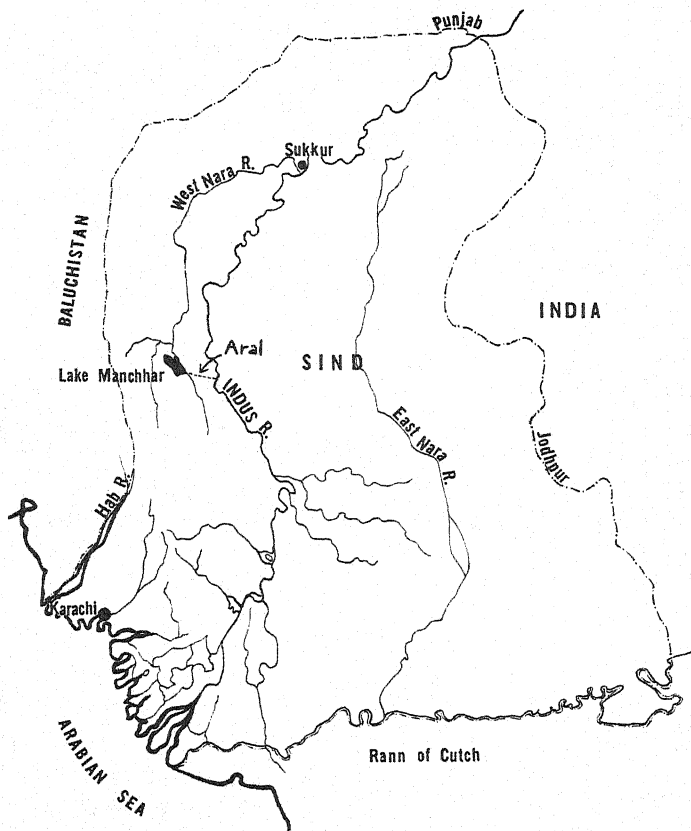 Punjab
Sukkur
West Nara R.
BALUCHISTAN
INDIA
Aral
SIND
Lake Manchhar
INDUS R.
East Nara R.
Jodhpur
Hab R.
Karachi
ARABIAN SEA
Rann of Cutch